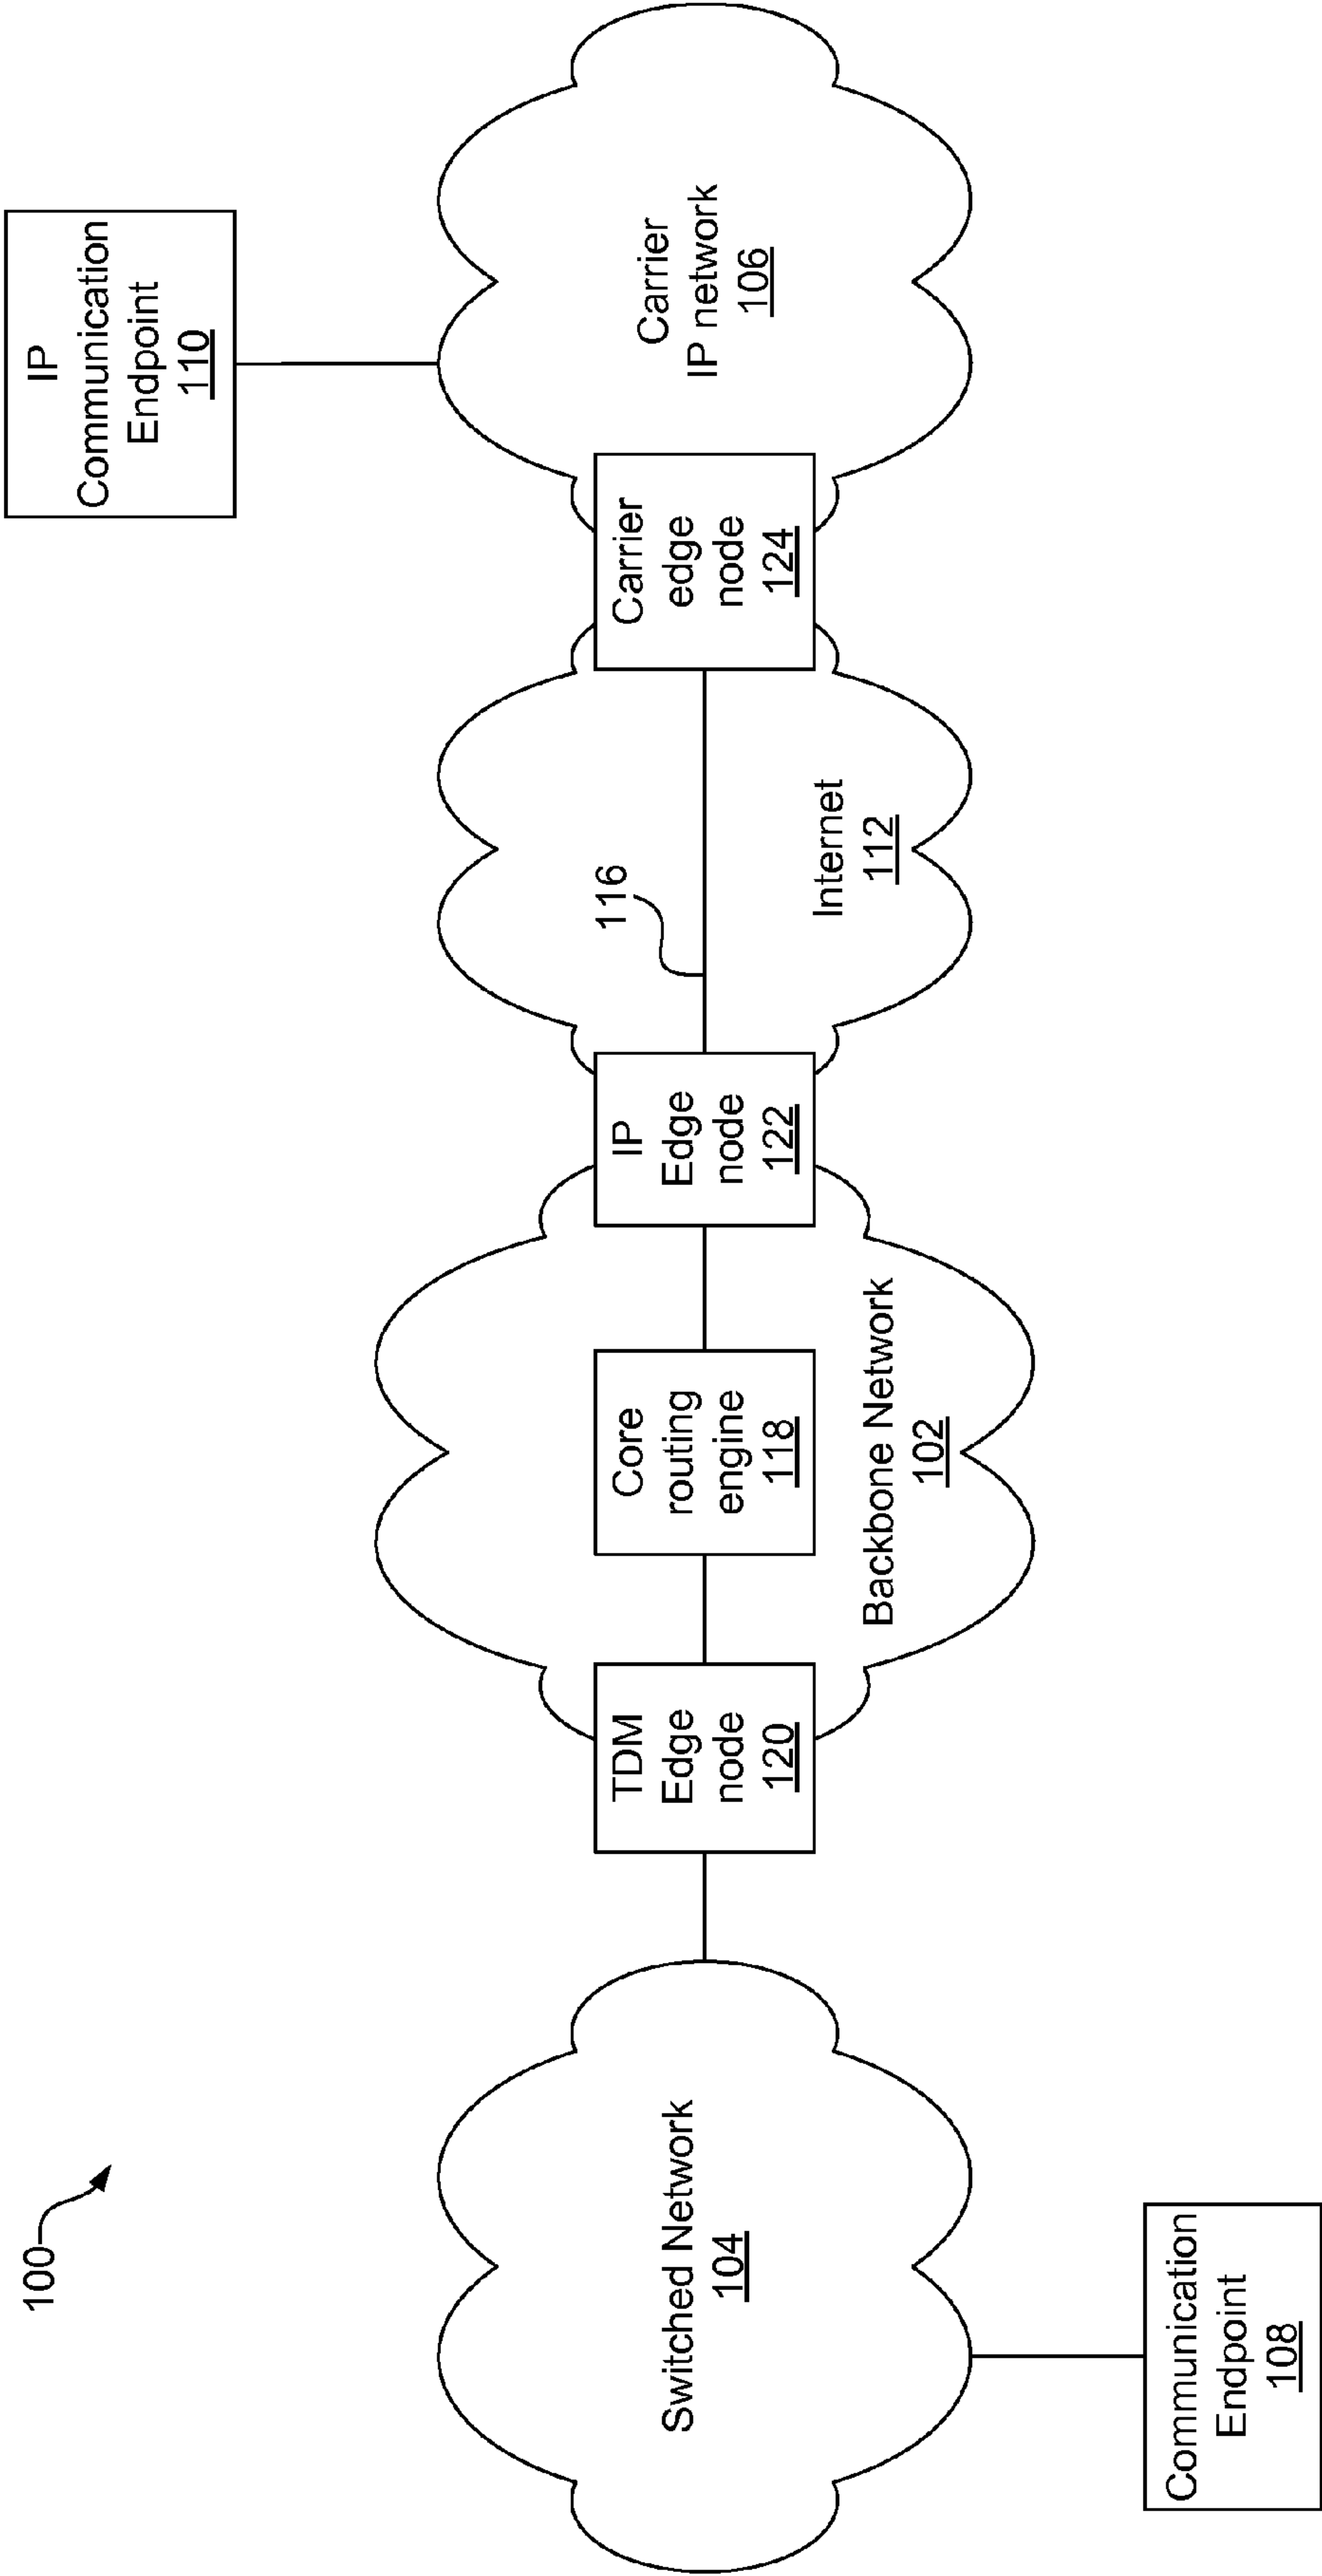 100
IP
Communication
Endpoint
110
Switched Network
104
TDM
Edge
node
120
Core
routing
engine
118
Backbone Network
102
IP
Edge
node
122
116
Internet
112
Carrier
edge
node
124
Carrier
IP network
106
Communication
Endpoint
108